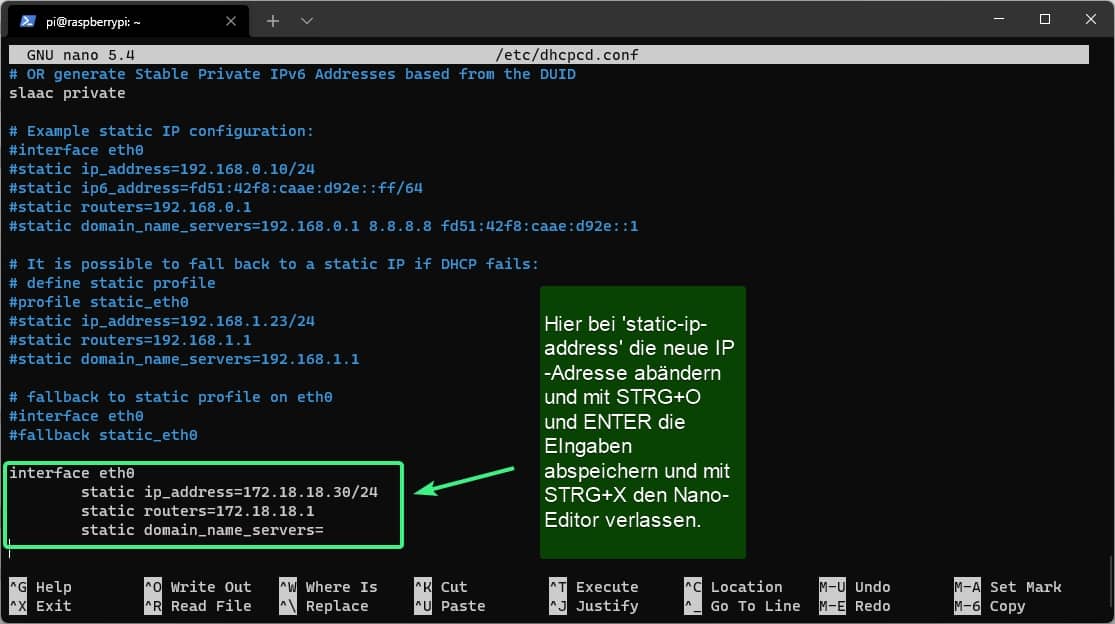 pi@raspberrypi: ~
GNU nano 5.4 /etc/dhcpcd.conf
# OR generate Stable Private IPv6 Addresses based from the DUID
slaac private
# Example static IP configuration:
#interface eth0
#static ip_address=192.168.0.10/24
#static ip6_address=fd51:42f8:caae:d92e::ff/64
#static routers=192.168.0.1
#static domain_name_servers=192.168.0.1 8.8.8.8 fd51:42f8:caae:d92e::1
# It is possible to fall back to a static IP if DHCP fails:
# define static profile
#profile static_eth0
#static ip_address=192.168.1.23/24
#static routers=192.168.1.1
#static domain_name_servers=192.168.1.1
# fallback to static profile on eth0
#interface eth0
#fallback static_eth0
interface eth0
static ip_address=172.18.18.30/24
static routers=172.18.18.1
static domain_name_servers=
Hier bei 'static-ip-
address' die neue IP
-Adresse abändern
und mit STRG+O
und ENTER die
EIngaben
abspeichern und mit
STRG+X den Nano-
Editor verlassen.
^G Help ^O Write Out ^W Where Is ^K Cut ^T Execute ^C Location M-U Undo M-A Set Mark
^X Exit ^R Read File ^\ Replace ^U Paste ^J Justify ^_ Go To Line M-E Redo M-6 Copy